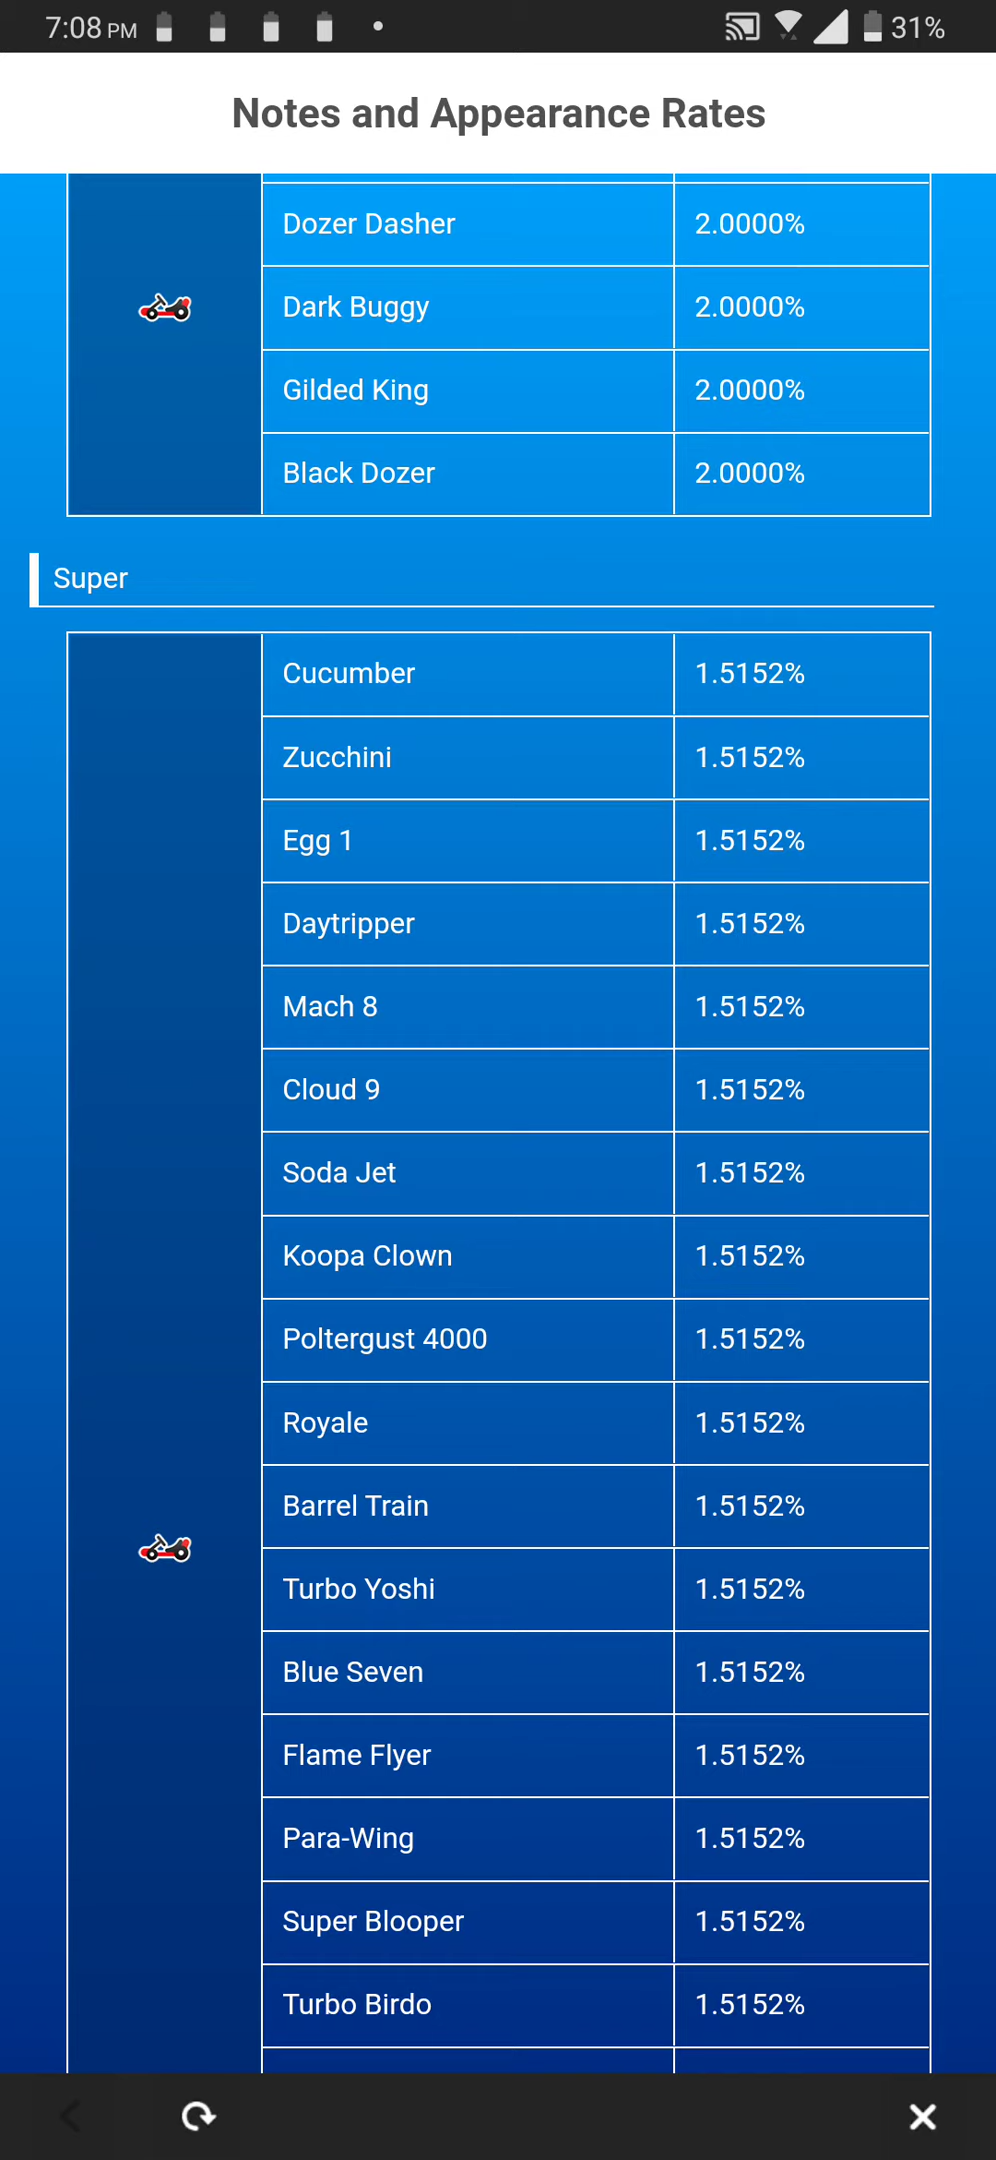 7:08 PM 31%
Notes and Appearance Rates
Dozer Dasher 2.0000%
Dark Buggy 2.0000%
Gilded King 2.0000%
Black Dozer 2.0000%
Super
Cucumber 1.5152%
Zucchini 1.5152%
Egg 1 1.5152%
Daytripper 1.5152%
Mach 8 1.5152%
Cloud 9 1.5152%
Soda Jet 1.5152%
Koopa Clown 1.5152%
Poltergust 4000 1.5152%
Royale 1.5152%
Barrel Train 1.5152%
Turbo Yoshi 1.5152%
Blue Seven 1.5152%
Flame Flyer 1.5152%
Para-Wing 1.5152%
Super Blooper 1.5152%
Turbo Birdo 1.5152%